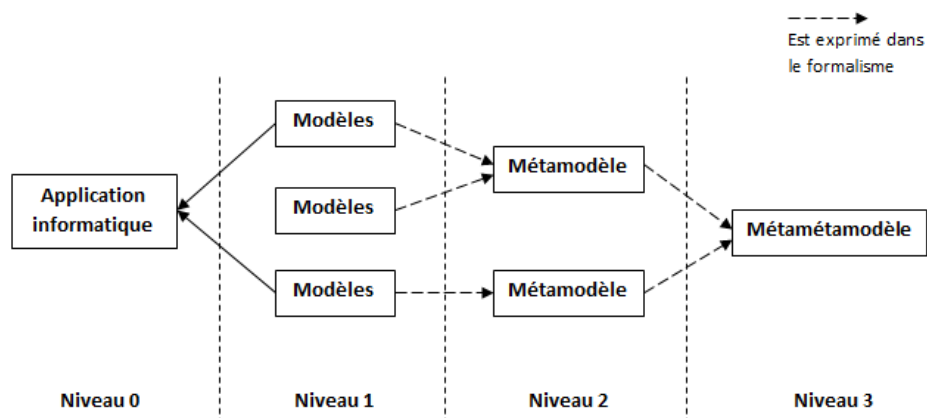 Est exprimé dans
le formalisme
Modèles
Métamodèle
Application
informatique
Modèles
Métamétamodèle
Modèles
Métamodèle
Niveau 0
Niveau 1
Niveau 2
Niveau 3